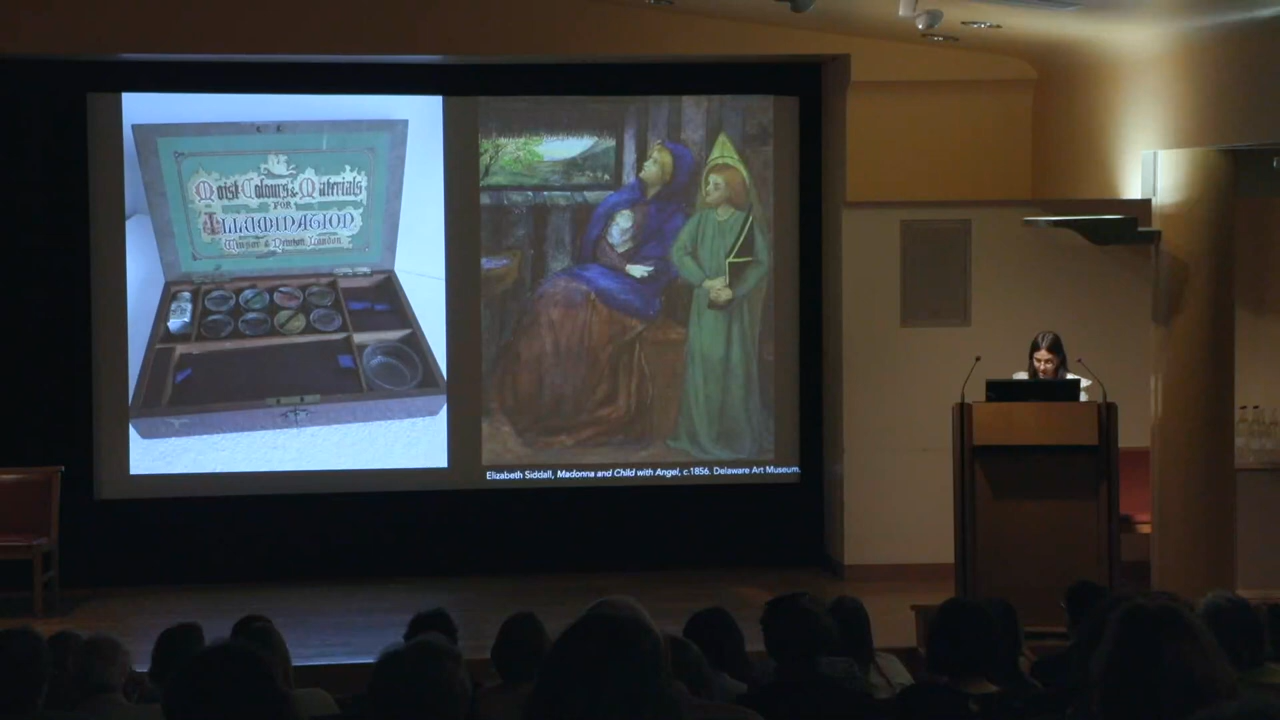 Moist Colours & Materials
FOR
ILLUMINATION
Winsor & Newton London
Elizabeth Siddall, Madonna and Child with Angel, c.1856. Delaware Art Museum.